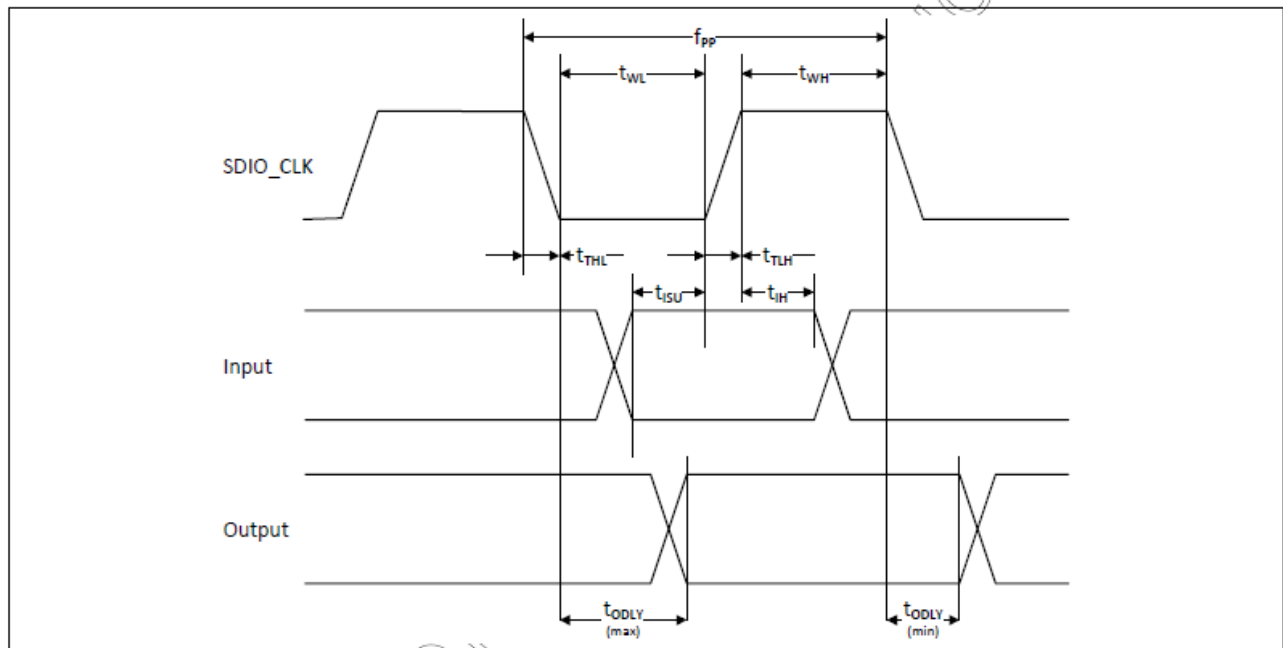 fPP
tWL
tWH
SDIO_CLK
tTHL
tTLH
tISU
tIH
Input
Output
tODLY
(max)
tODLY
(min)